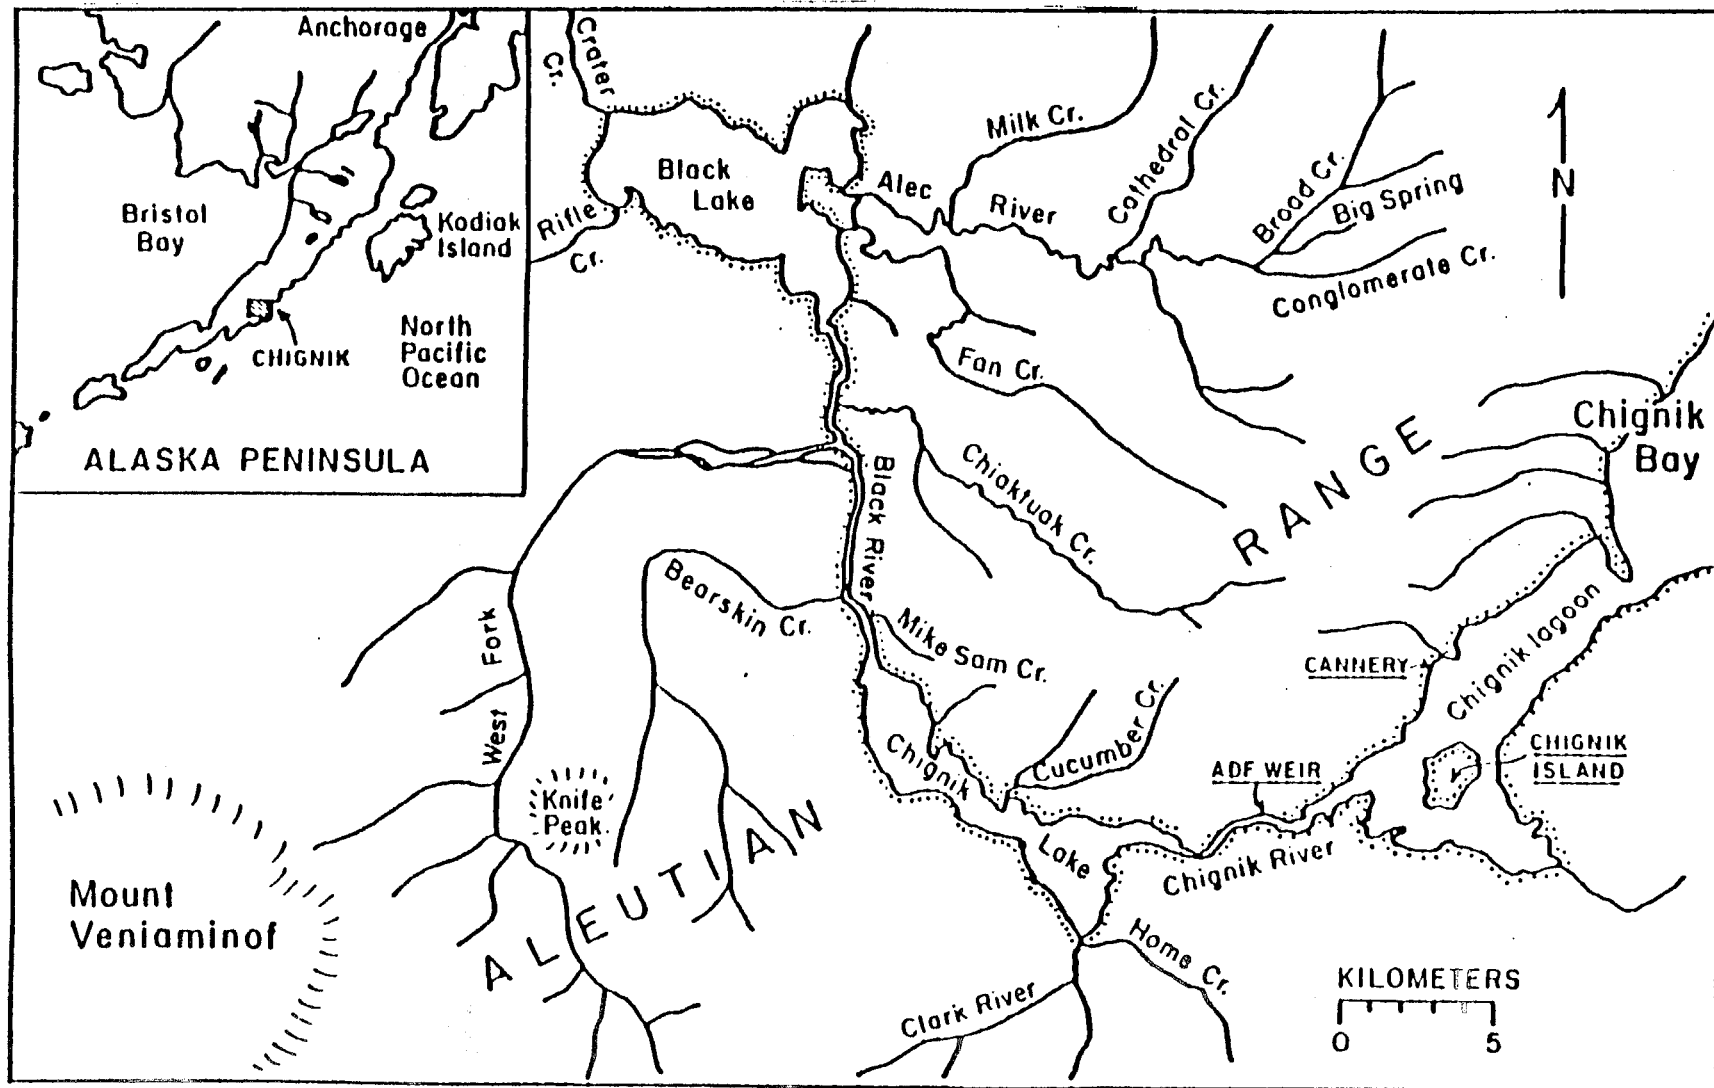 Anchorage
Bristol
Bay
Kodiak
Island
North
Pacific
Ocean
CHIGNIK
ALASKA PENINSULA
Crater
Cr.
Black
Lake
Rifle
Cr.
Alec
River
Milk Cr.
Cathedral Cr.
Broad Cr.
Big Spring
Conglomerate Cr.
N
Fan Cr.
Chiaktuak Cr.
Black River
Bearskin Cr.
Mike Sam Cr.
West Fork
Knife
Peak
Mount
Veniaminof
ALEUTIAN
RANGE
Chignik
Bay
Chignik lagoon
CANNERY
CHIGNIK
ISLAND
Cucumber Cr.
ADF WEIR
Chignik
Lake
Chignik River
Home Cr.
Clark River
KILOMETERS
0 5